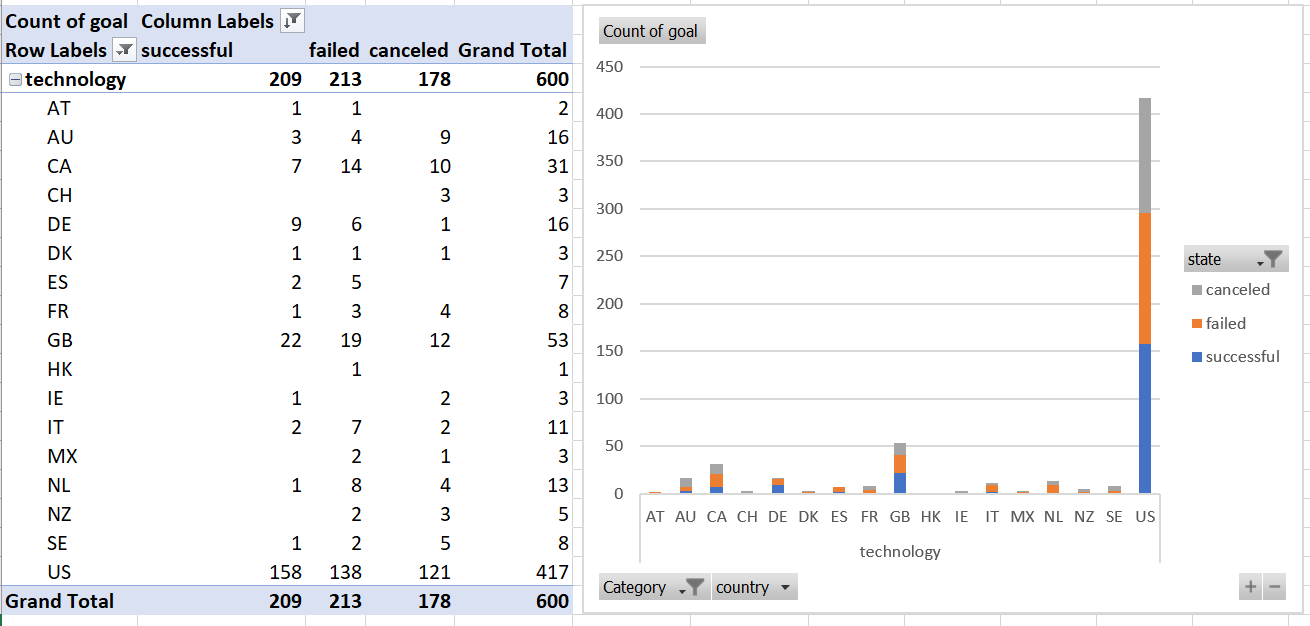 Count of goal Column Labels
Row Labels successful failed canceled Grand Total
technology 209 213 178 600
AT 1 1 2
AU 3 4 9 16
CA 7 14 10 31
CH 3 3
DE 9 6 1 16
DK 1 1 1 3
ES 2 5 7
FR 1 3 4 8
GB 22 19 12 53
HK 1 1
IE 1 2 3
IT 2 7 2 11
MX 2 1 3
NL 1 8 4 13
NZ 2 3 5
SE 1 2 5 8
US 158 138 121 417
Grand Total 209 213 178 600
Count of goal
450
400
350
300
250
200
150
100
50
0
AT AU CA CH DE DK ES FR GB HK IE IT MX NL NZ SE US
technology
state
canceled
failed
successful
Category country